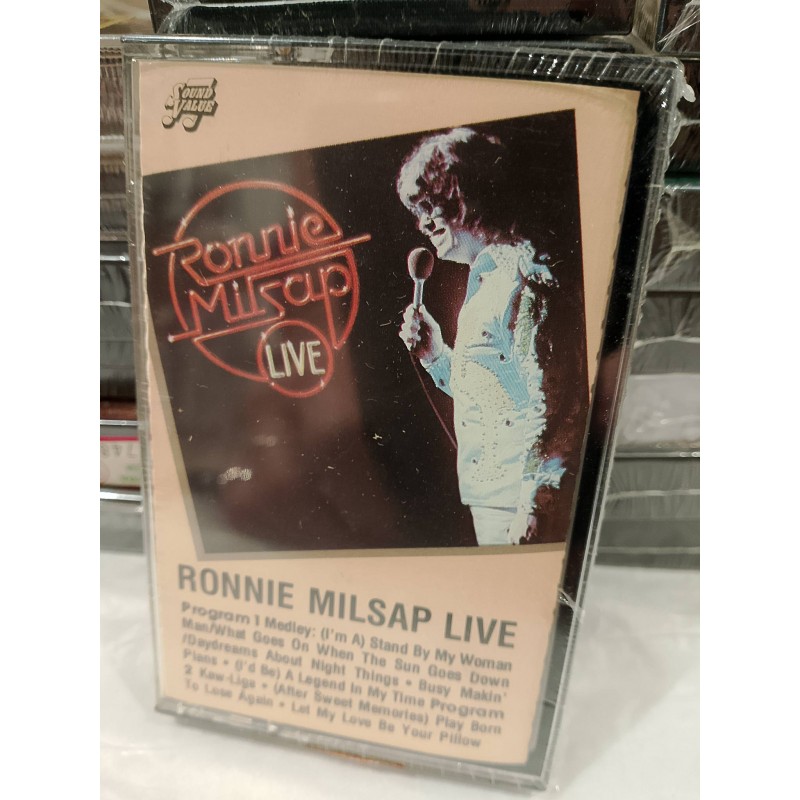 SOUND
VALUE
Ronnie
Milsap
LIVE
RONNIE MILSAP LIVE
Program 1 Medley: (I'm A) Stand By My Woman
Man/What Goes On When The Sun Goes Down
/Daydreams About Night Things • Busy Makin'
Plans • (I'd Be) A Legend In My Time Program
2 Kaw-Liga • (After Sweet Memories) Play Born
To Lose Again • Let My Love Be Your Pillow